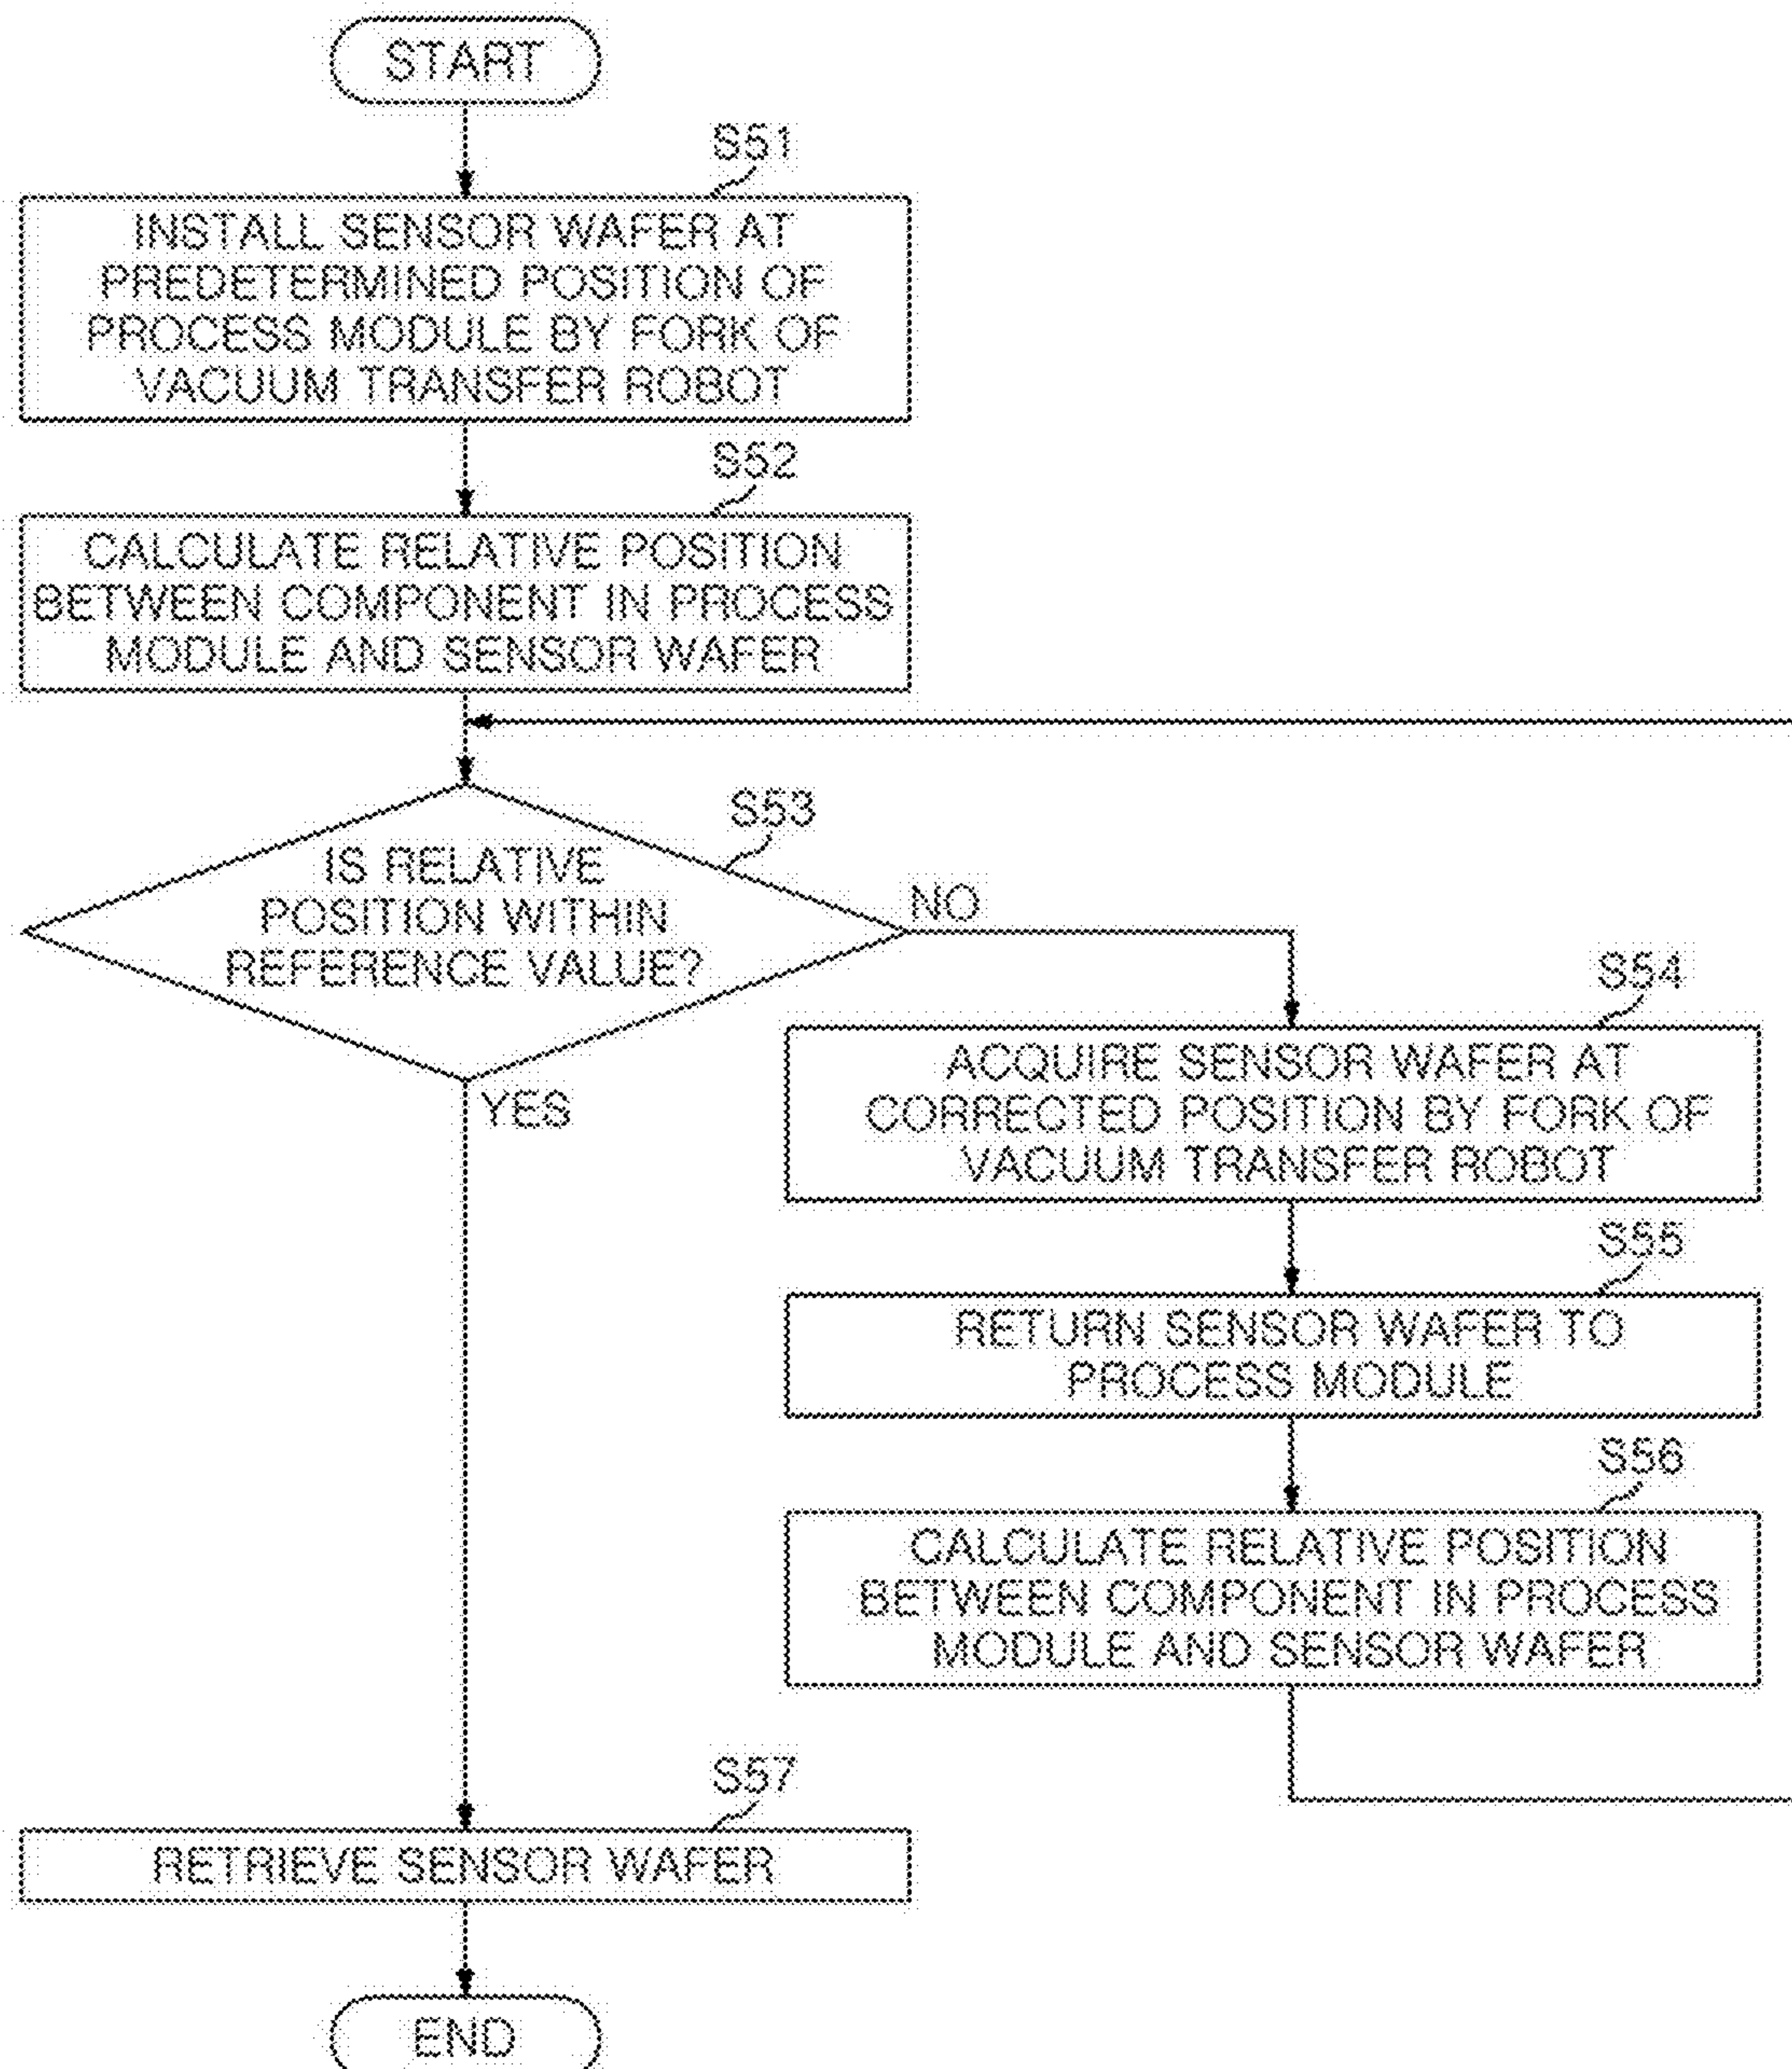 START
S51
INSTALL SENSOR WAFER AT
PREDETERMINED POSITION OF
PROCESS MODULE BY FORK OF
VACUUM TRANSFER ROBOT
S52
CALCULATE RELATIVE POSITION
BETWEEN COMPONENT IN PROCESS
MODULE AND SENSOR WAFER
S53
IS RELATIVE
POSITION WITHIN
REFERENCE VALUE?
NO
YES
S54
ACQUIRE SENSOR WAFER AT
CORRECTED POSITION BY FORK OF
VACUUM TRANSFER ROBOT
S55
RETURN SENSOR WAFER TO
PROCESS MODULE
S56
CALCULATE RELATIVE POSITION
BETWEEN COMPONENT IN PROCESS
MODULE AND SENSOR WAFER
S57
RETRIEVE SENSOR WAFER
END